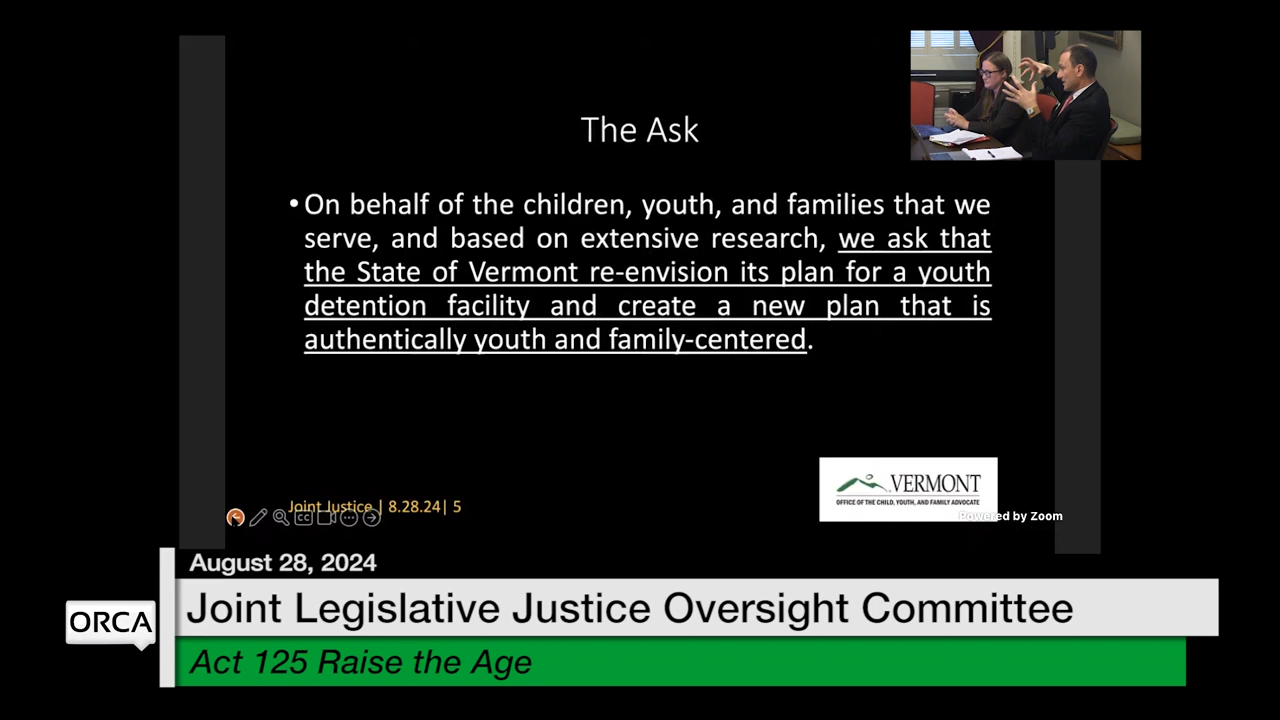 The Ask
• On behalf of the children, youth, and families that we
serve, and based on extensive research, we ask that
the State of Vermont re-envision its plan for a youth
detention facility and create a new plan that is
authentically youth and family-centered.
VERMONT
OFFICE OF THE CHILD, YOUTH, AND FAMILY ADVOCATE
Joint Justice | 8.28.24| 5
CC
Powered by Zoom
August 28, 2024
ORCA
Joint Legislative Justice Oversight Committee
Act 125 Raise the Age